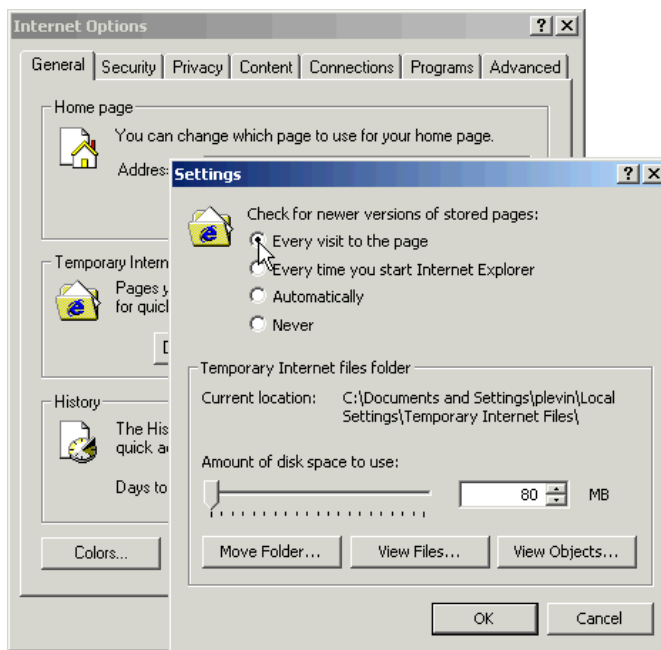 Internet Options
General Security Privacy Content Connections Programs Advanced
Home page
You can change which page to use for your home page.
Settings
Check for newer versions of stored pages:
Every visit to the page
Every time you start Internet Explorer
Automatically
Never
Temporary
Pages
for
Temporary Internet files folder
Current location: C:\Documents and Settings\plevin\Local
Settings\Temporary Internet Files\
History
The
quick
Days to
Amount of disk space to use:
80 MB
Colors...
Move Folder... View Files... View Objects...
OK Cancel